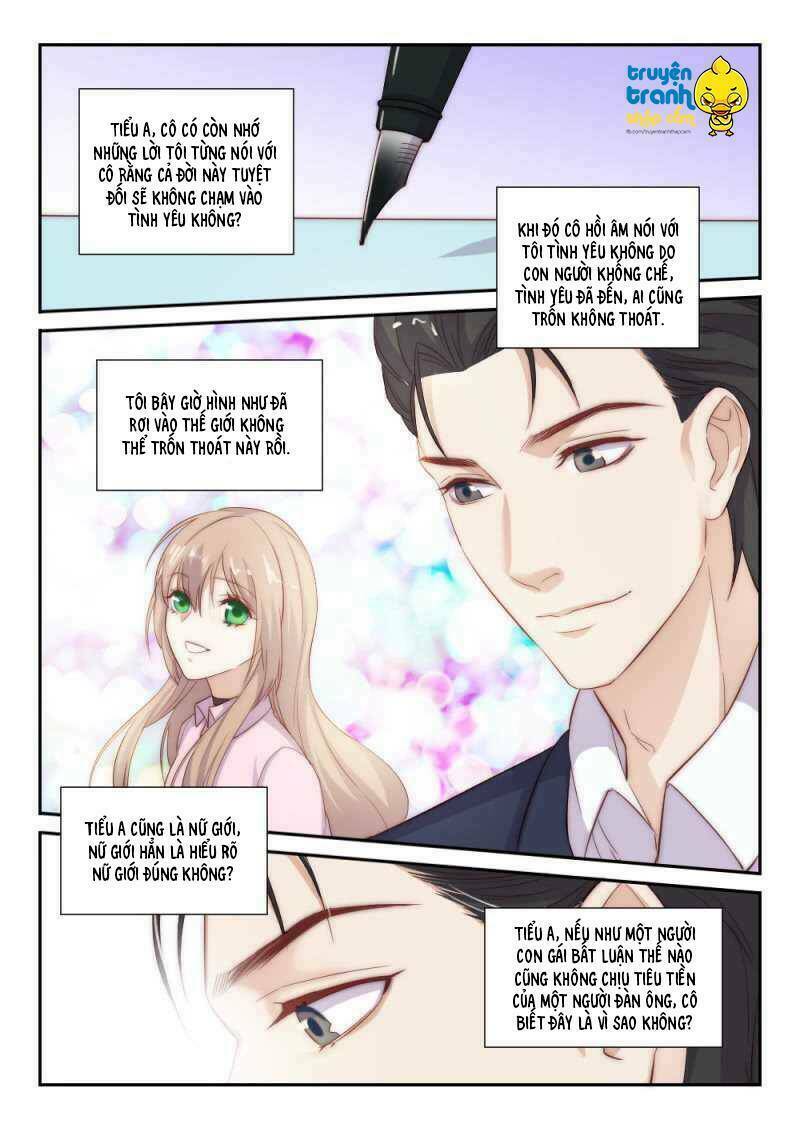 truyện
tranh
nhấp cẩm
fb.com/truyentranhthapcam
TIỂU A, CÔ CÓ CÒN NHỚ
NHỮNG LỜI TÔI TỪNG NÓI VỚI
CÔ RẰNG CẢ ĐỜI NÀY TUYỆT
ĐỐI SẼ KHÔNG CHẠM VÀO
TÌNH YÊU KHÔNG?
KHI ĐÓ CÔ HỒI ÂM NÓI VỚI
TÔI TÌNH YÊU KHÔNG DO
CON NGƯỜI KHỐNG CHẾ,
TÌNH YÊU ĐÃ ĐẾN, AI CŨNG
TRỐN KHÔNG THOÁT.
TÔI BÂY GIỜ HÌNH NHƯ ĐÃ
RƠI VÀO THẾ GIỚI KHÔNG
THỂ TRỐN THOÁT NÀY RỒI.
TIỂU A CŨNG LÀ NỮ GIỚI,
NỮ GIỚI HẲN LÀ HIỂU RÕ
NỮ GIỚI ĐÚNG KHÔNG?
TIỂU A, NẾU NHƯ MỘT NGƯỜI
CON GÁI BẤT LUẬN THẾ NÀO
CŨNG KHÔNG CHỊU TIÊU TIỀN
CỦA MỘT NGƯỜI ĐÀN ÔNG, CÔ
BIẾT ĐÂY LÀ VÌ SAO KHÔNG?